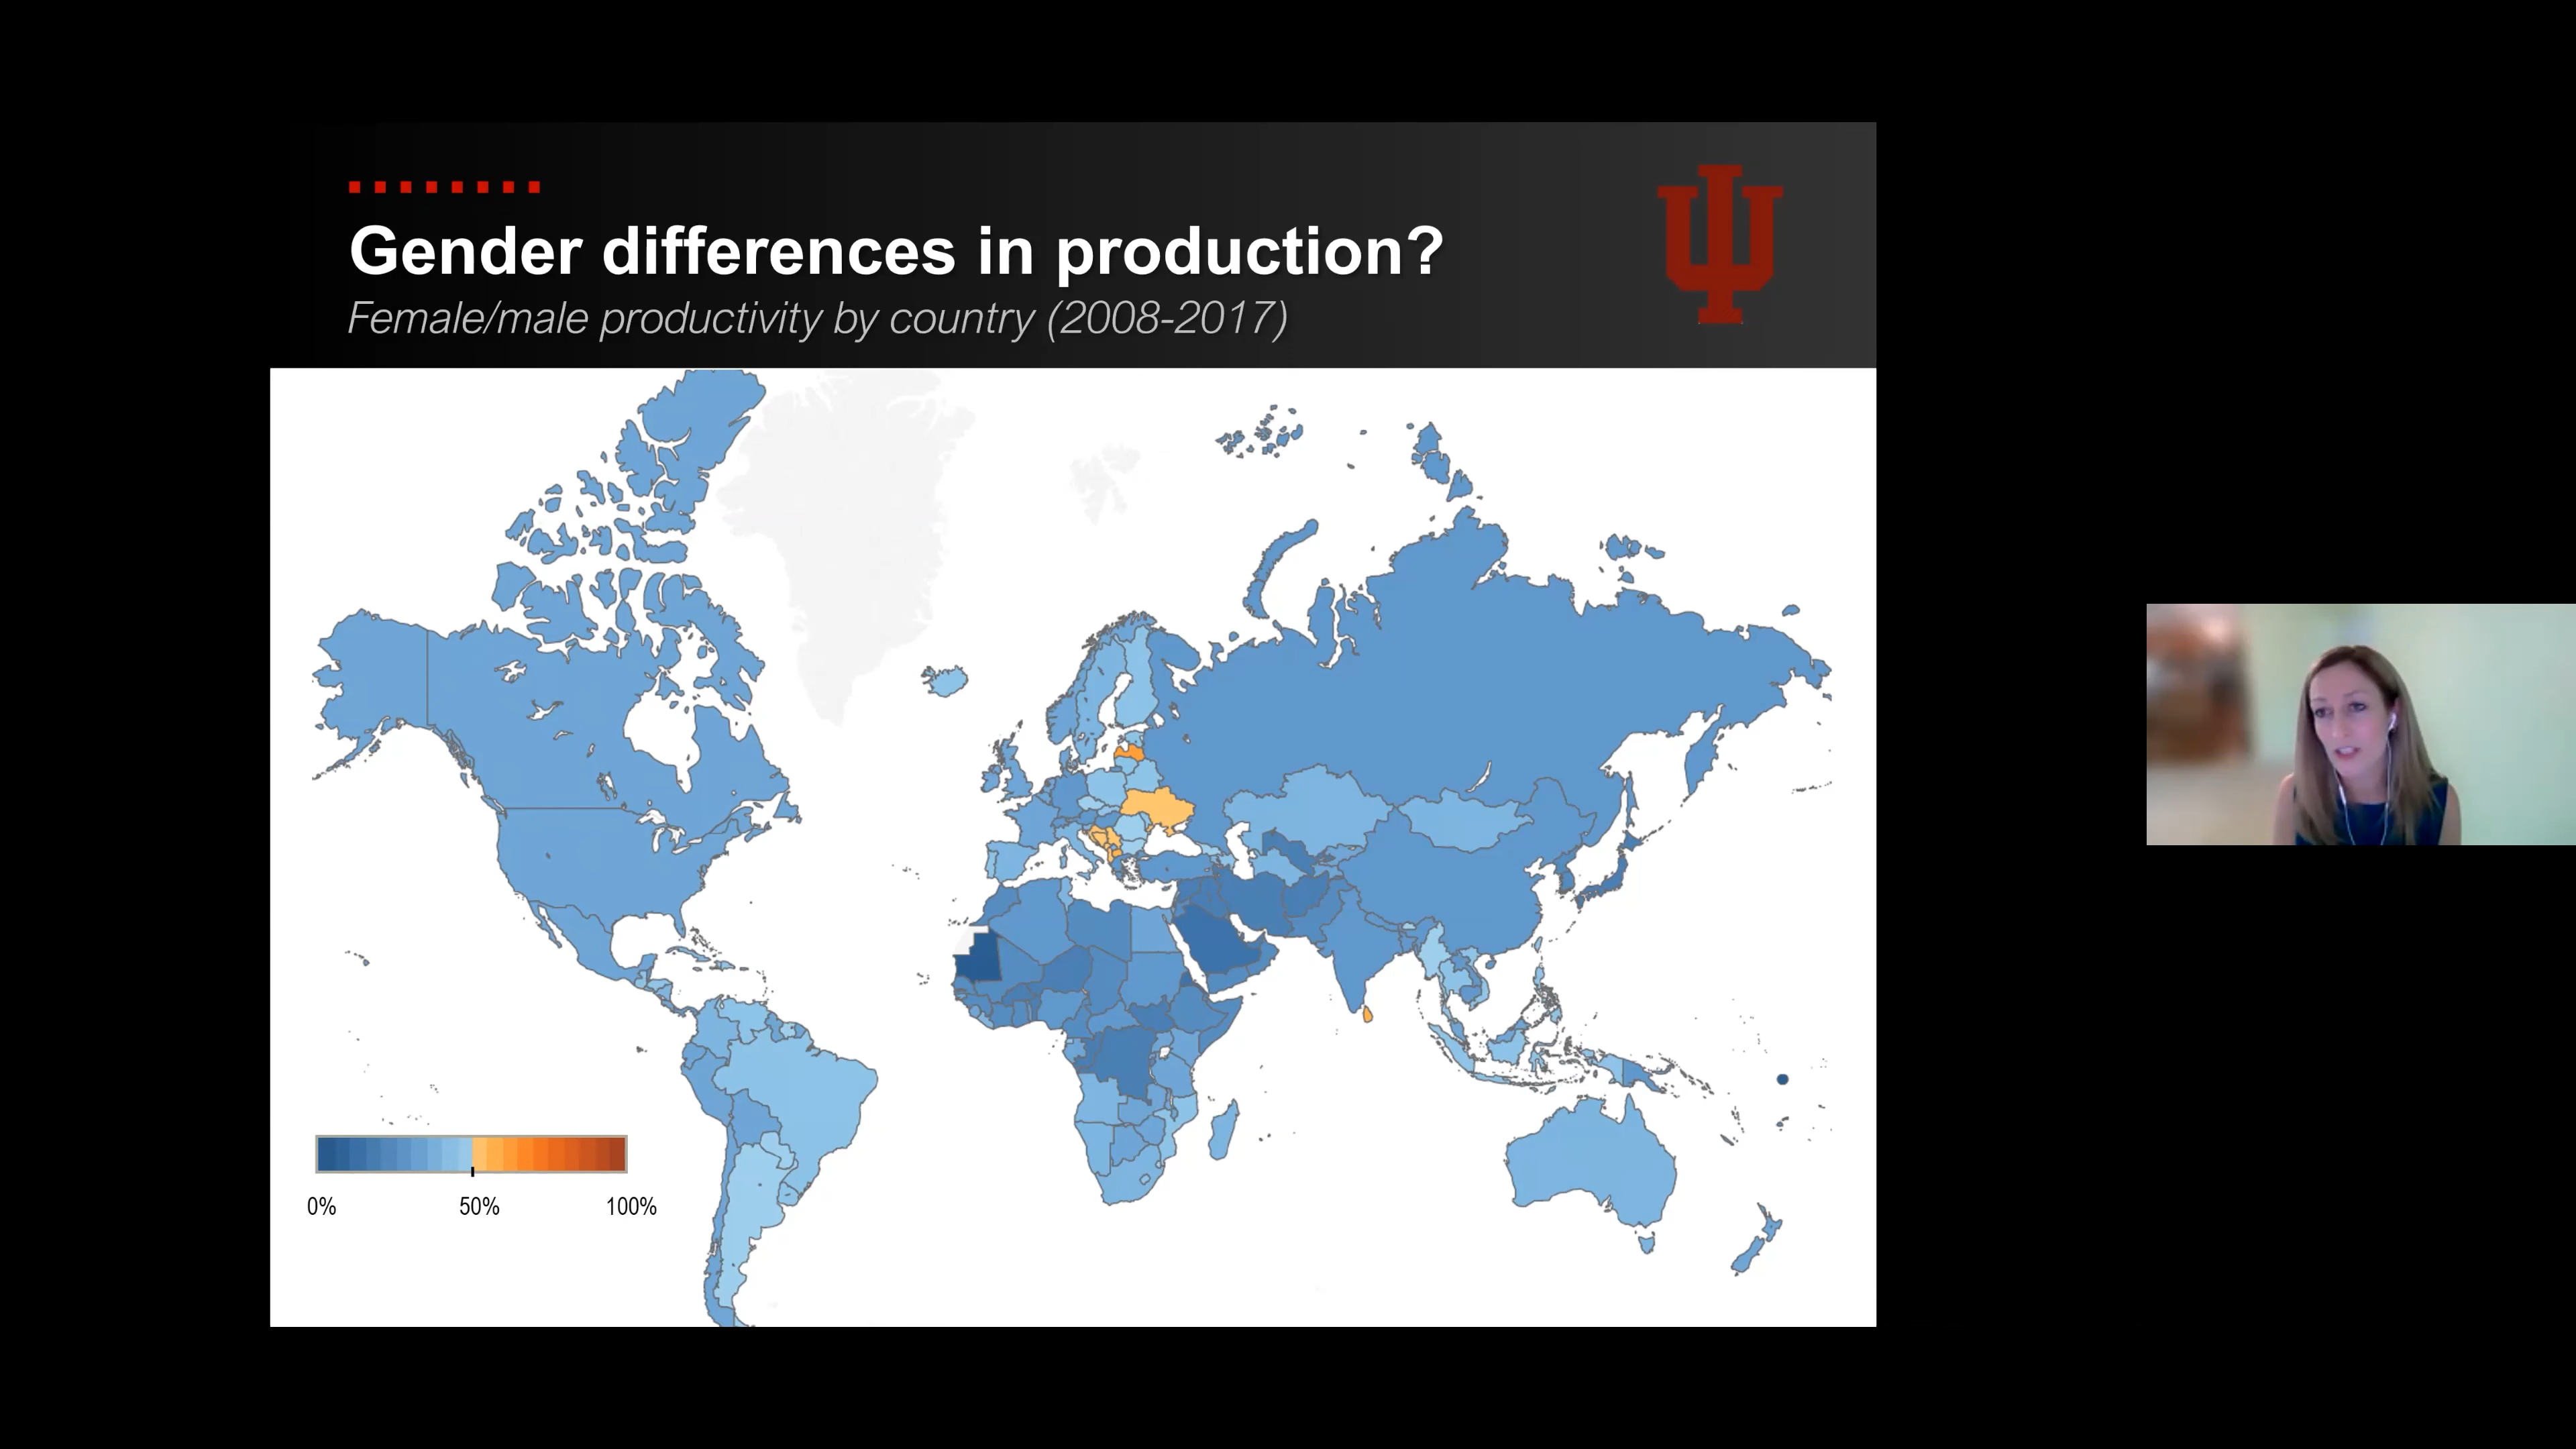 Gender differences in production?
Female/male productivity by country (2008-2017)
0% 50% 100%